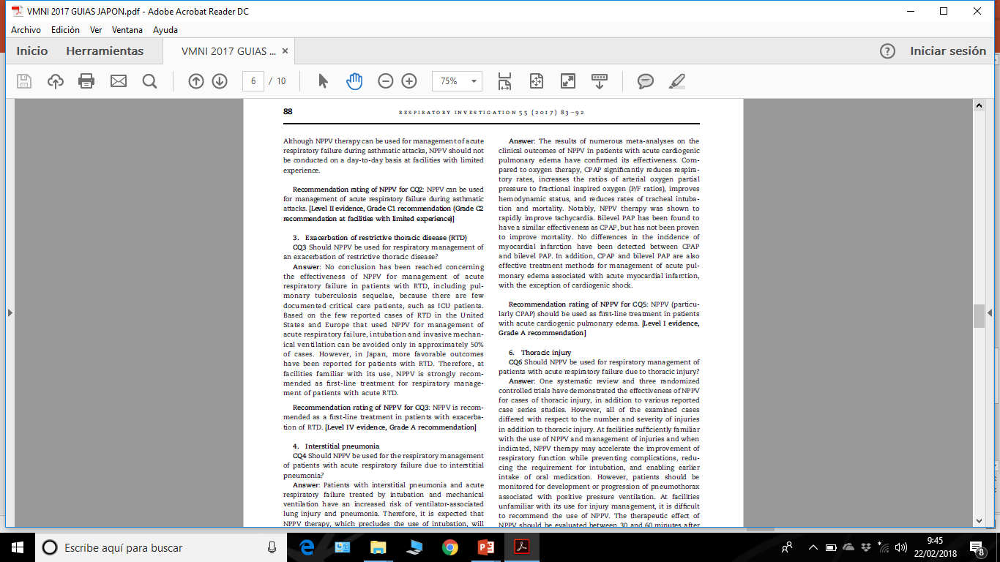 VMNI 2017 GUIAS JAPON.pdf - Adobe Acrobat Reader DC
Archivo Edición Ver Ventana Ayuda
Inicio Herramientas VMNI 2017 GUIAS ... × Iniciar sesión
6 / 10 75%
88 RESPIRATORY INVESTIGATION 55 (2017) 83–92
Although NPPV therapy can be used for management of acute
respiratory failure during asthmatic attacks, NPPV should not
be conducted on a day-to-day basis at facilities with limited
experience.
Recommendation rating of NPPV for CQ2: NPPV can be used
for management of acute respiratory failure during asthmatic
attacks. [Level II evidence, Grade C1 recommendation (Grade C2
recommendation at facilities with limited experience)]
3. Exacerbation of restrictive thoracic disease (RTD)
CQ3 Should NPPV be used for respiratory management of
an exacerbation of restrictive thoracic disease?
Answer: No conclusion has been reached concerning
the effectiveness of NPPV for management of acute
respiratory failure in patients with RTD, including pul-
monary tuberculosis sequelae, because there are few
documented critical care patients, such as ICU patients.
Based on the few reported cases of RTD in the United
States and Europe that used NPPV for management of
acute respiratory failure, intubation and invasive mechan-
ical ventilation can be avoided only in approximately 50%
of cases. However, in Japan, more favorable outcomes
have been reported for patients with RTD. Therefore, at
facilities familiar with its use, NPPV is strongly recom-
mended as first-line treatment for respiratory manage-
ment of patients with acute RTD.
Recommendation rating of NPPV for CQ3: NPPV is recom-
mended as a first-line treatment in patients with exacerba-
tion of RTD. [Level IV evidence, Grade A recommendation]
4. Interstitial pneumonia
CQ4 Should NPPV be used for the respiratory management
of patients with acute respiratory failure due to interstitial
pneumonia?
Answer: Patients with interstitial pneumonia and acute
respiratory failure treated by intubation and mechanical
ventilation have an increased risk of ventilator-associated
lung injury and pneumonia. Therefore, it is expected that
NPPV therapy, which precludes the use of intubation, will
Answer: The results of numerous meta-analyses on the
clinical outcomes of NPPV in patients with acute cardiogenic
pulmonary edema have confirmed its effectiveness. Com-
pared to oxygen therapy, CPAP significantly reduces respira-
tory rates, increases the ratios of arterial oxygen partial
pressure to fractional inspired oxygen (P/F ratios), improves
hemodynamic status, and reduces rates of tracheal intuba-
tion and mortality. Notably, NPPV therapy was shown to
rapidly improve tachycardia. Bilevel PAP has been found to
have a similar effectiveness as CPAP, but has not been proven
to improve mortality. No differences in the incidence of
myocardial infarction have been detected between CPAP
and bilevel PAP. In addition, CPAP and bilevel PAP are also
effective treatment methods for management of acute pul-
monary edema associated with acute myocardial infarction,
with the exception of cardiogenic shock.
Recommendation rating of NPPV for CQ5: NPPV (particu-
larly CPAP) should be used as first-line treatment in patients
with acute cardiogenic pulmonary edema. [Level I evidence,
Grade A recommendation]
6. Thoracic injury
CQ6 Should NPPV be used for respiratory management of
patients with acute respiratory failure due to thoracic injury?
Answer: One systematic review and three randomized
controlled trials have demonstrated the effectiveness of NPPV
for cases of thoracic injury, in addition to various reported
case series studies. However, all of the examined cases
differed with respect to the number and severity of injuries
in addition to thoracic injury. At facilities sufficiently familiar
with the use of NPPV and management of injuries and when
indicated, NPPV therapy may accelerate the improvement of
respiratory function while preventing complications, redu-
cing the requirement for intubation, and enabling earlier
intake of oral medication. However, patients should be
monitored for development or progression of pneumothorax
associated with positive pressure ventilation. At facilities
unfamiliar with its use for injury management, it is difficult
to recommend the use of NPPV. The therapeutic effect of
NPPV should be evaluated between 30 and 60 minutes after
Escribe aquí para buscar
9:45
22/02/2018
8